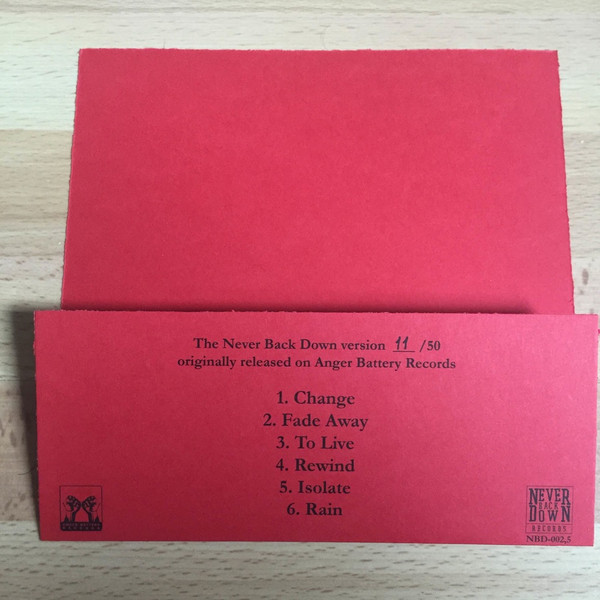 The Never Back Down version 11 /50
originally released on Anger Battery Records
1. Change
2. Fade Away
3. To Live
4. Rewind
5. Isolate
6. Rain
NEVER
BACK
DOWN
RECORDS
NBD-002,5